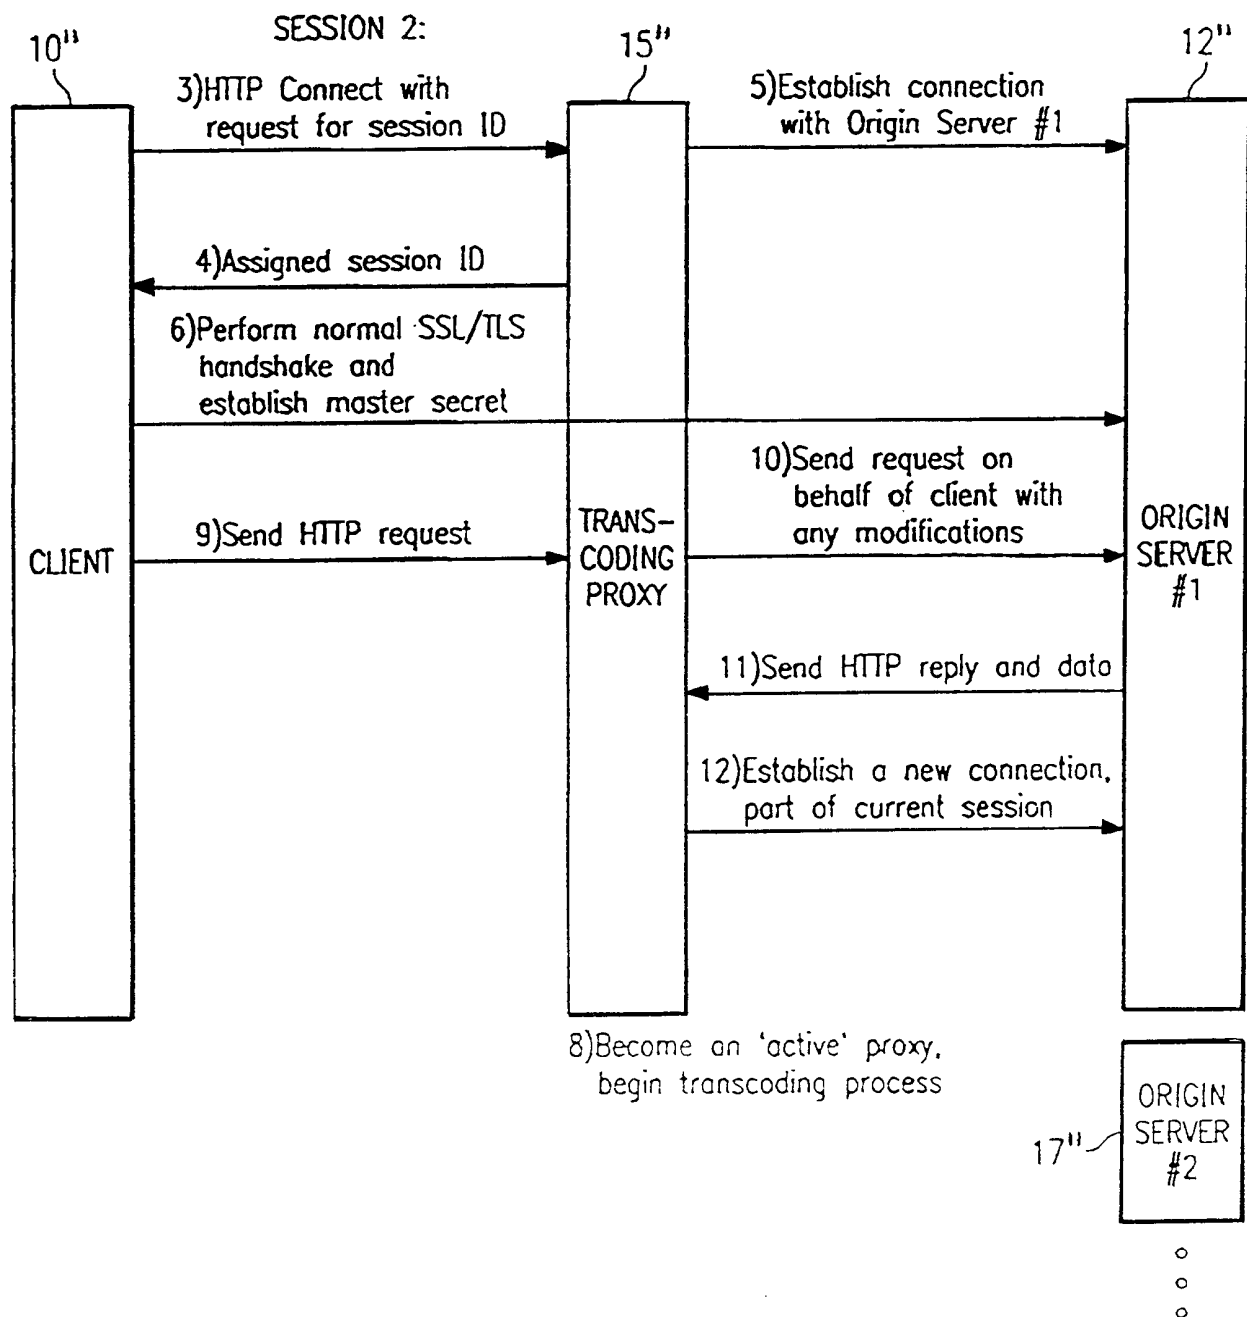 SESSION 2:
10"
15"
12"
3)HTTP Connect with
request for session ID
5)Establish connection
with Origin Server #1
4)Assigned session ID
6)Perform normal SSL/TLS
handshake and
establish master secret
10)Send request on
behalf of client with
any modifications
9)Send HTTP request
CLIENT
TRANS-
CODING
PROXY
ORIGIN
SERVER
#1
11)Send HTTP reply and data
12)Establish a new connection,
part of current session
8)Become an 'active' proxy,
begin transcoding process
ORIGIN
SERVER
#2
17"